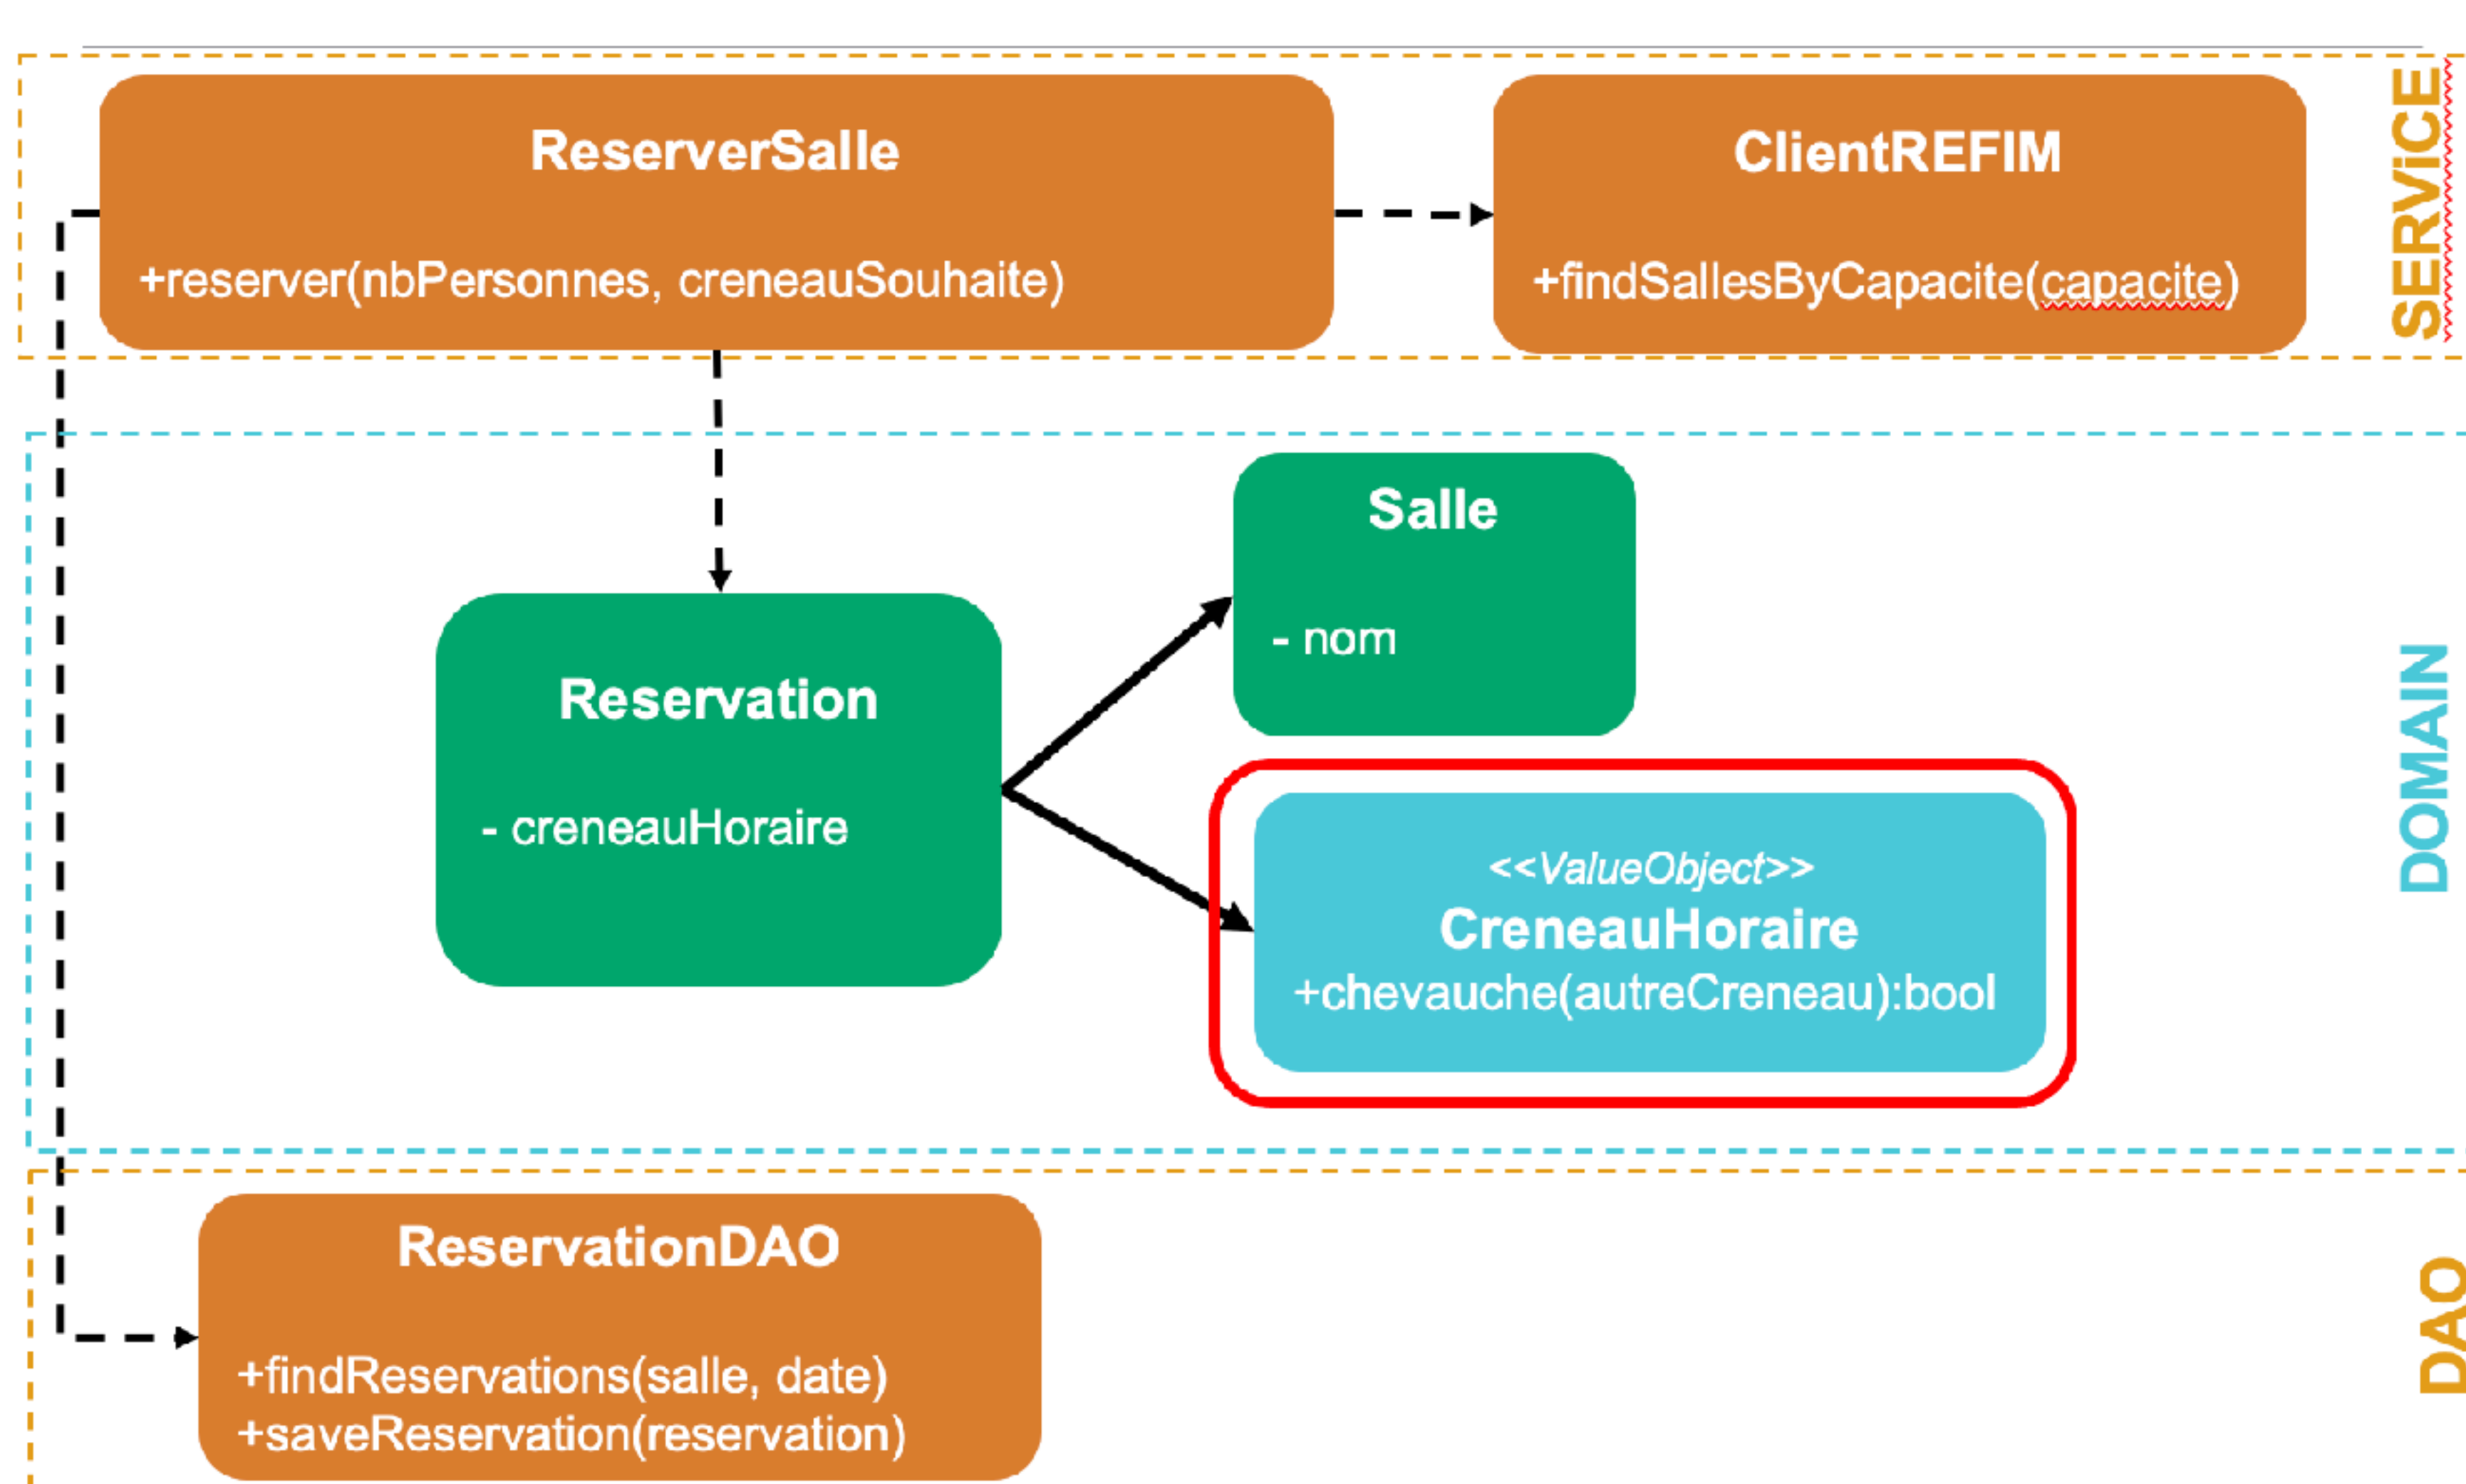 ReserverSalle
+reserver(nbPersonnes, creneauSouhaite)
ClientREFIM
+findSallesByCapacite(capacite)
SERViCE
Salle
- nom
Reservation
- creneauHoraire
<<ValueObject>>
CreneauHoraire
+chevauche(autreCreneau):bool
DOMAIN
ReservationDAO
+findReservations(salle, date)
+saveReservation(reservation)
DAO